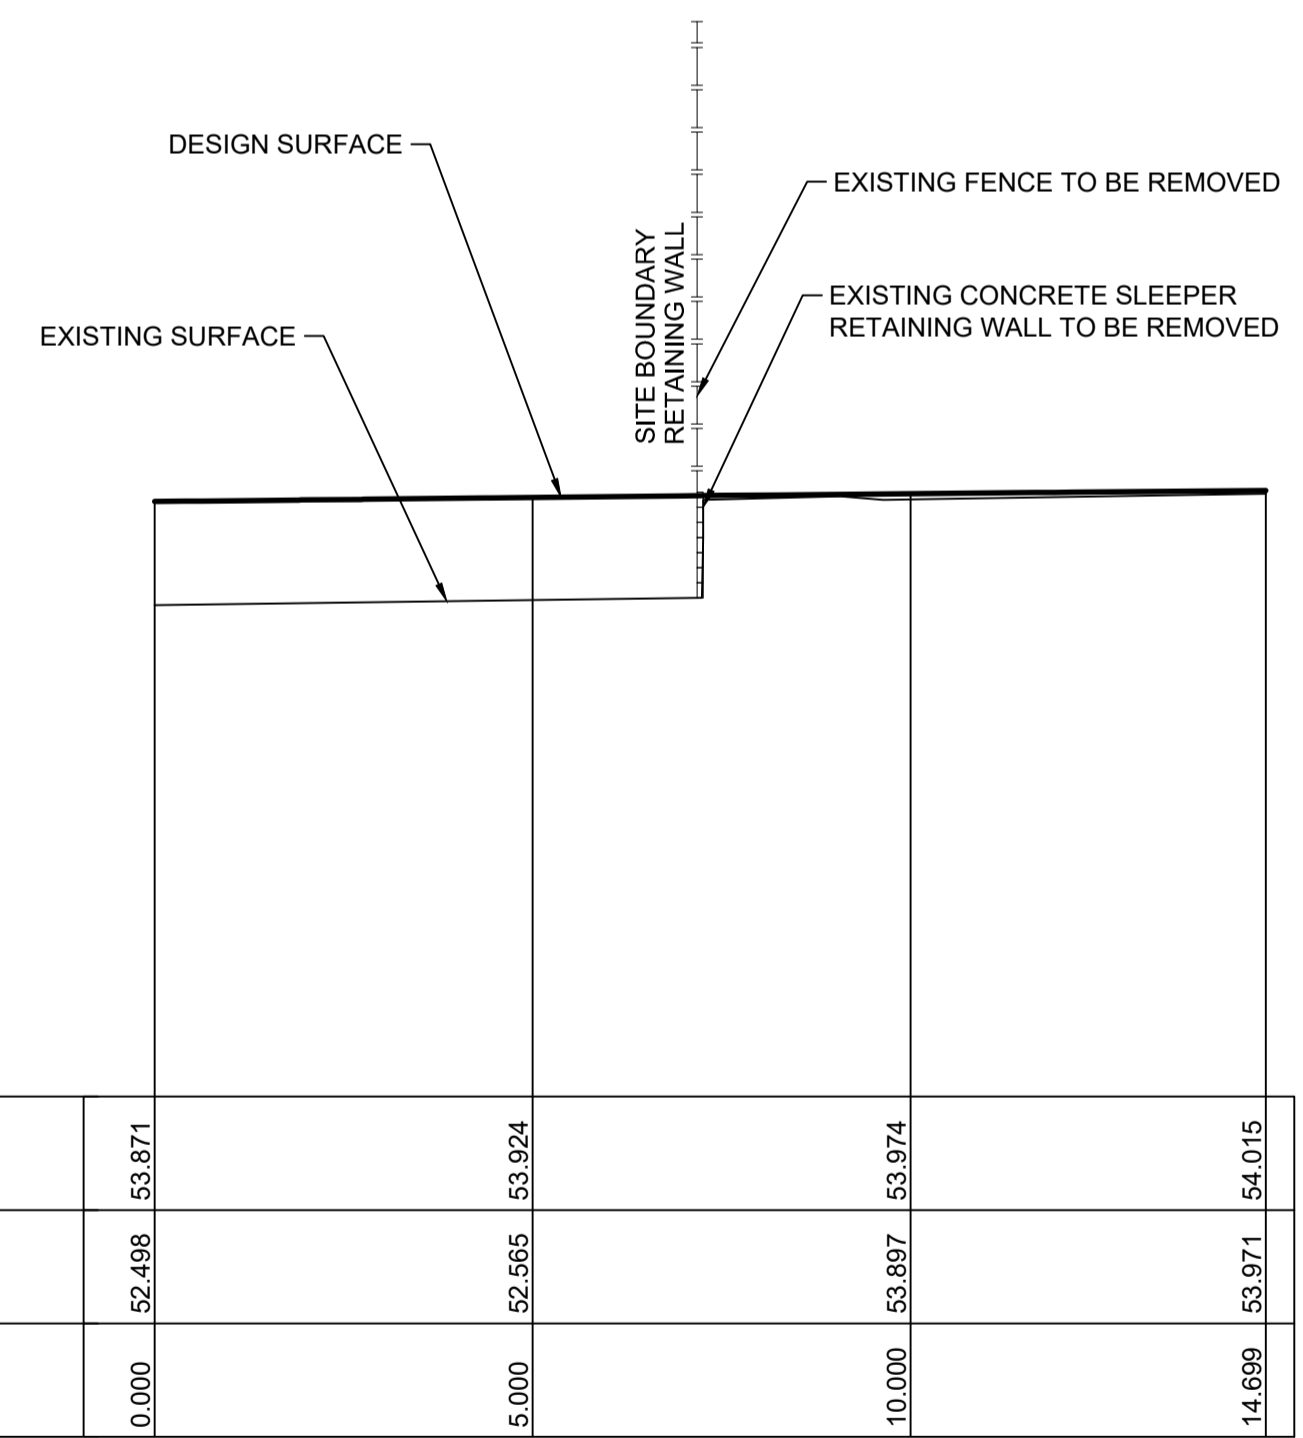 DESIGN SURFACE
EXISTING FENCE TO BE REMOVED
SITE BOUNDARY
RETAINING WALL
EXISTING CONCRETE SLEEPER
RETAINING WALL TO BE REMOVED
EXISTING SURFACE
53.871
53.924
53.974
54.015
52.498
52.565
53.897
53.971
0.000
5.000
10.000
14.699